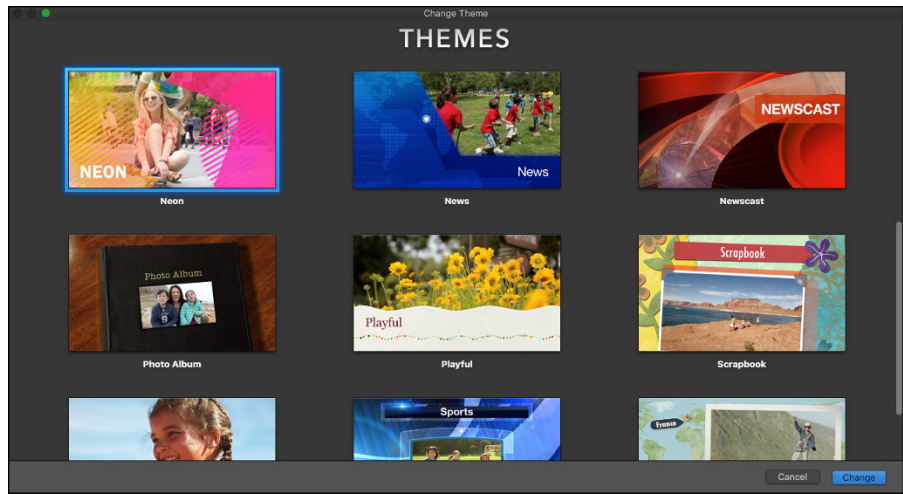 Change Theme
THEMES
NEON
News
NEWSCAST
Neon
News
Newscast
Photo Album
Playful
Scrapbook
Photo Album
Playful
Scrapbook
Sports
France
Cancel
Change